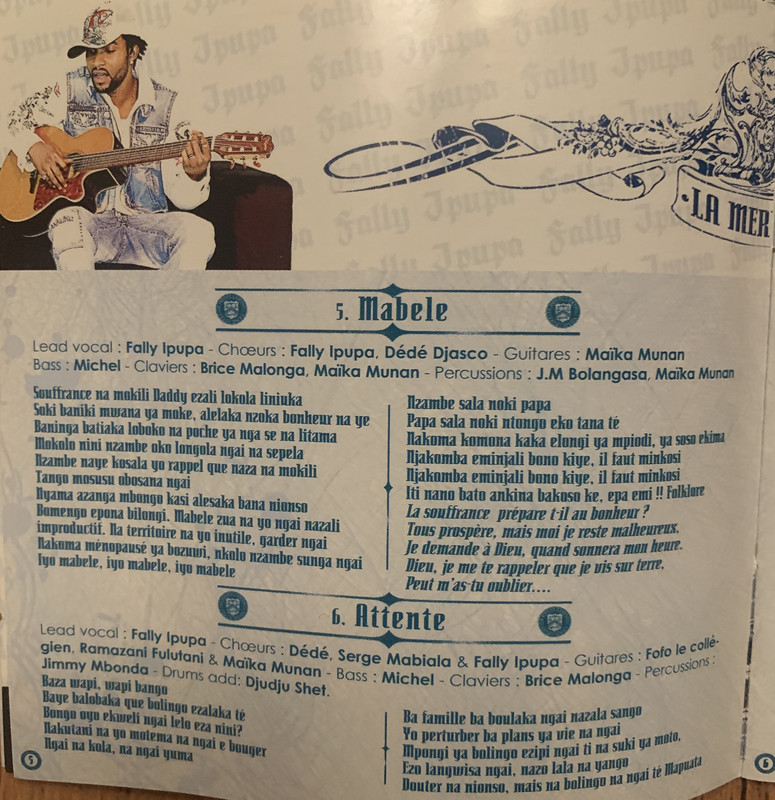 Fally Ipupa
LA MER
5. Mabele
Lead vocal : Fally Ipupa - Chœurs : Fally Ipupa, Dédé Djasco - Guitares : Maïka Munan
Bass : Michel - Claviers : Brice Malonga, Maïka Munan - Percussions : J.M Bolangasa, Maïka Munan
Souffrance na mokili Daddy ezali lokola liniuka
Soki baniki mwana ya moke, alelaka nzoka bonheur na ye
Baninya batiaka loboko na poche ya nga se na litama
Mokolo nini nzambe oko longola ngai na sepela
Nzambe naye kosala yo rappel que naza na mokili
Tango mosusu obosana ngai
Nyama azanga mbongo kasi alesaka bana nionso
Bomengo epona bilongi. Mabele zua na yo ngai nazali
improductif. Na territoire na yo inutile, garder ngai
Nakoma ménopausé ya bozuwi, nkolo nzambe sunga ngai
Iyo mabele, iyo mabele, iyo mabele
Nzambe sala noki papa
Papa sala noki ntongo eko tana té
Nakoma komona kaka elongi ya mpiodi, ya soso ekima
Njakomba eminjali bono kiye, il faut minkosi
Njakomba eminjali bono kiye, il faut minkosi
Iti nano bato ankina bakoso ke, epa emi !! Folklore
La souffrance prépare t-il au bonheur ?
Tous prospère, mais moi je reste malheureux.
Je demande à Dieu, quand sonnera mon heure.
Dieu, je me te rappeler que je vis sur terre,
Peut m'as-tu oublier....
6. Attente
Lead vocal : Fally Ipupa - Chœurs : Dédé, Serge Mabiala & Fally Ipupa - Guitares : Fofo le collè-
gien, Ramazani Fulutani & Maïka Munan - Bass : Michel - Claviers : Brice Malonga - Percussions :
Jimmy Mbonda - Drums add: Djudju Shet.
Baza wapi, wapi bango
Baye balobaka que bolingo ezalaka té
Bongo oyo ekweli ngai lelo eza nini?
Nakutani na yo motema na ngai e bouger
Ngai na kola, na ngai yuma
Ba famille ba boulaka ngai nazala sango
Yo perturber ba plans ya vie na ngai
Mpongi ya bolingo ezipi ngai ti na suki ya moto,
Ezo langwisa ngai, nazo lala na yango
Douter na nionso, mais na bolingo na ngai té Mapuata
5
6